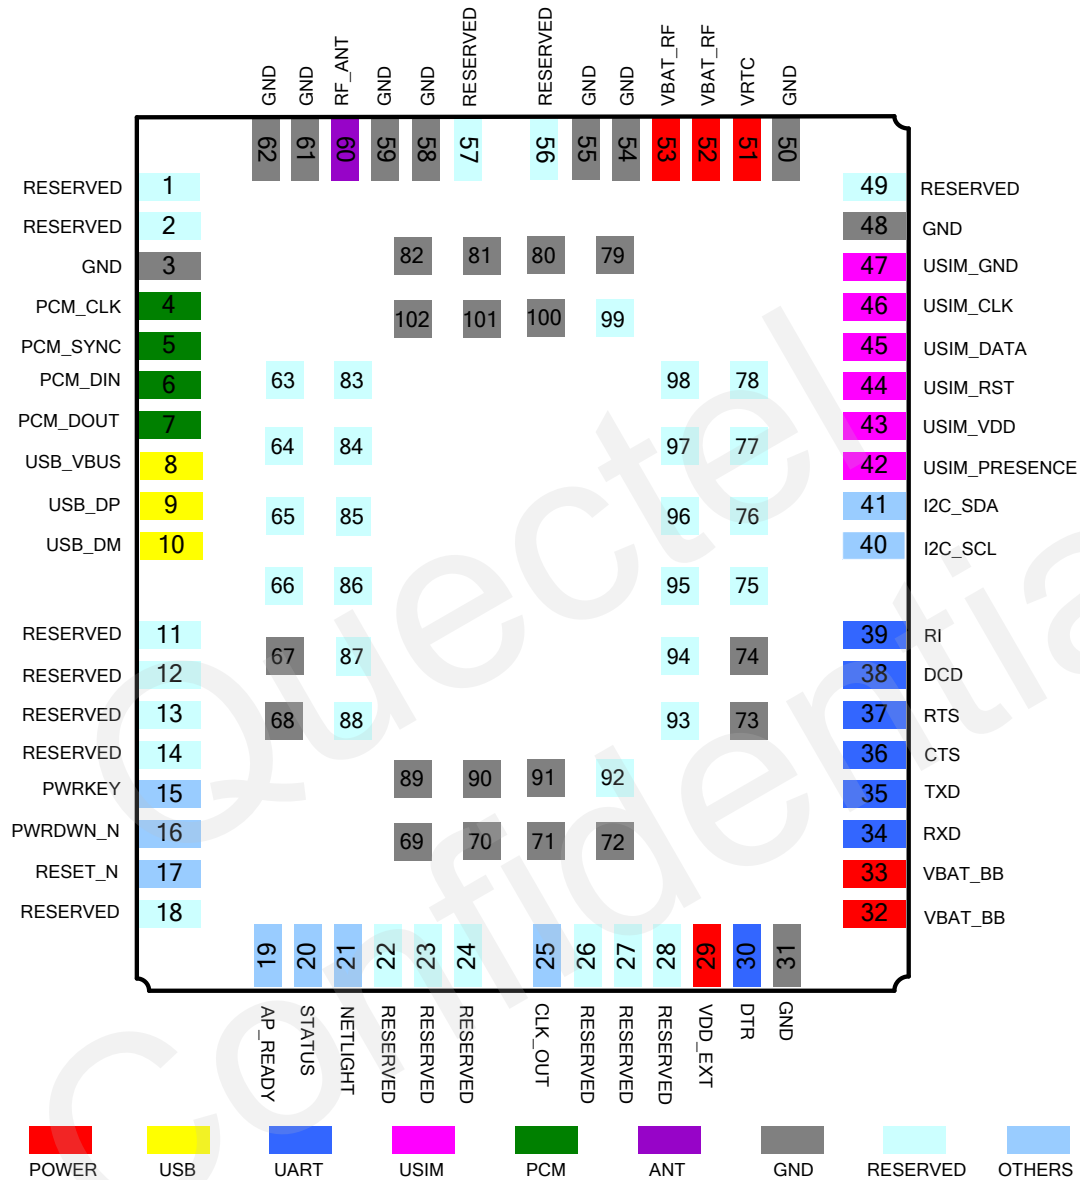 GND
GND
RF_ANT
GND
GND
RESERVED
RESERVED
GND
GND
VBAT_RF
VBAT_RF
VRTC
GND
62
61
60
59
58
57
56
55
54
53
52
51
50
RESERVED 1
RESERVED 2
GND 3
PCM_CLK 4
PCM_SYNC 5
PCM_DIN 6
PCM_DOUT 7
USB_VBUS 8
USB_DP 9
USB_DM 10
RESERVED 11
RESERVED 12
RESERVED 13
RESERVED 14
PWRKEY 15
PWRDWN_N 16
RESET_N 17
RESERVED 18
82 81 80 79
102 101 100 99
63 83 98 78
64 84 97 77
65 85 96 76
66 86 95 75
67 87 94 74
68 88 93 73
89 90 91 92
69 70 71 72
49 RESERVED
48 GND
47 USIM_GND
46 USIM_CLK
45 USIM_DATA
44 USIM_RST
43 USIM_VDD
42 USIM_PRESENCE
41 I2C_SDA
40 I2C_SCL
39 RI
38 DCD
37 RTS
36 CTS
35 TXD
34 RXD
33 VBAT_BB
32 VBAT_BB
19
20
21
22
23
24
25
26
27
28
29
30
31
AP_READY
STATUS
NETLIGHT
RESERVED
RESERVED
RESERVED
CLK_OUT
RESERVED
RESERVED
RESERVED
VDD_EXT
DTR
GND
POWER USB UART USIM PCM ANT GND RESERVED OTHERS
Quectel